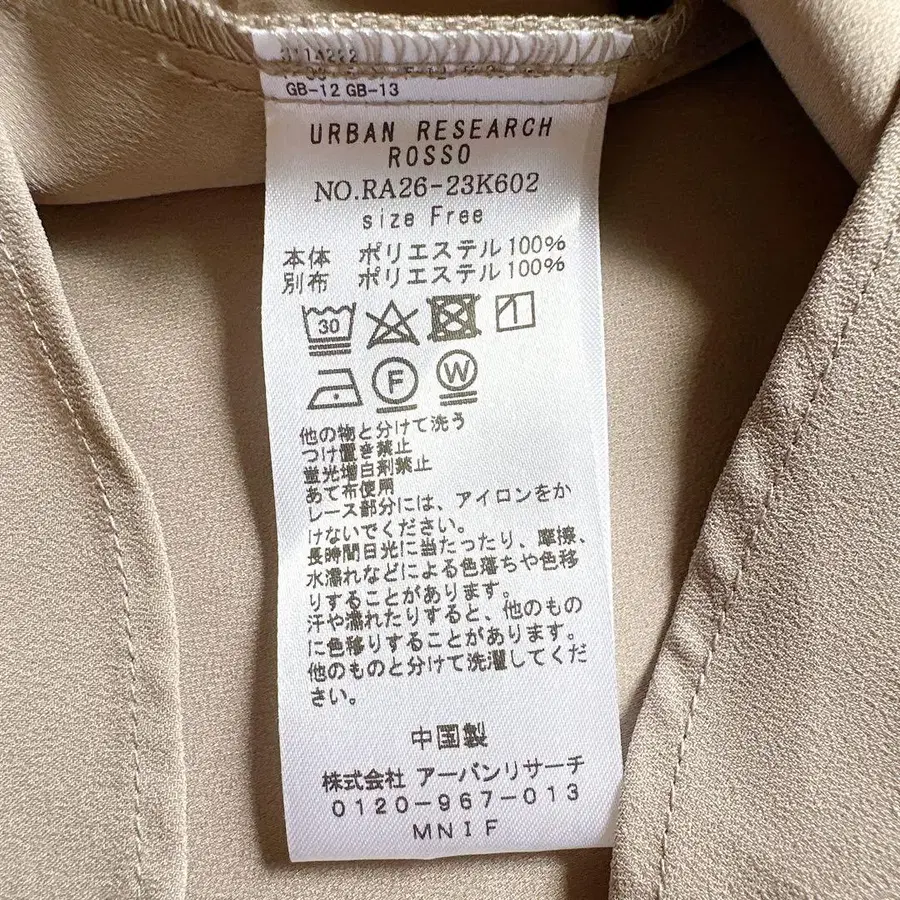 3114222
GB-12 GB-13
URBAN RESEARCH
ROSSO
NO.RA26-23K602
size Free
本体 ポリエステル100%
別布 ポリエステル100%
30
F W
他の物と分けて洗う
つけ置き禁止
蛍光増白剤禁止
あて布使用
レース部分には、アイロンをか
けないでください。
長時間日光に当たったり、摩擦、
水濡れなどによる色落ちや色移
りすることがあります。
汗や濡れたりすると、他のもの
に色移りすることがあります。
他のものと分けて洗濯してくだ
さい。
中国製
株式会社 アーバンリサーチ
0120-967-013
MNIF